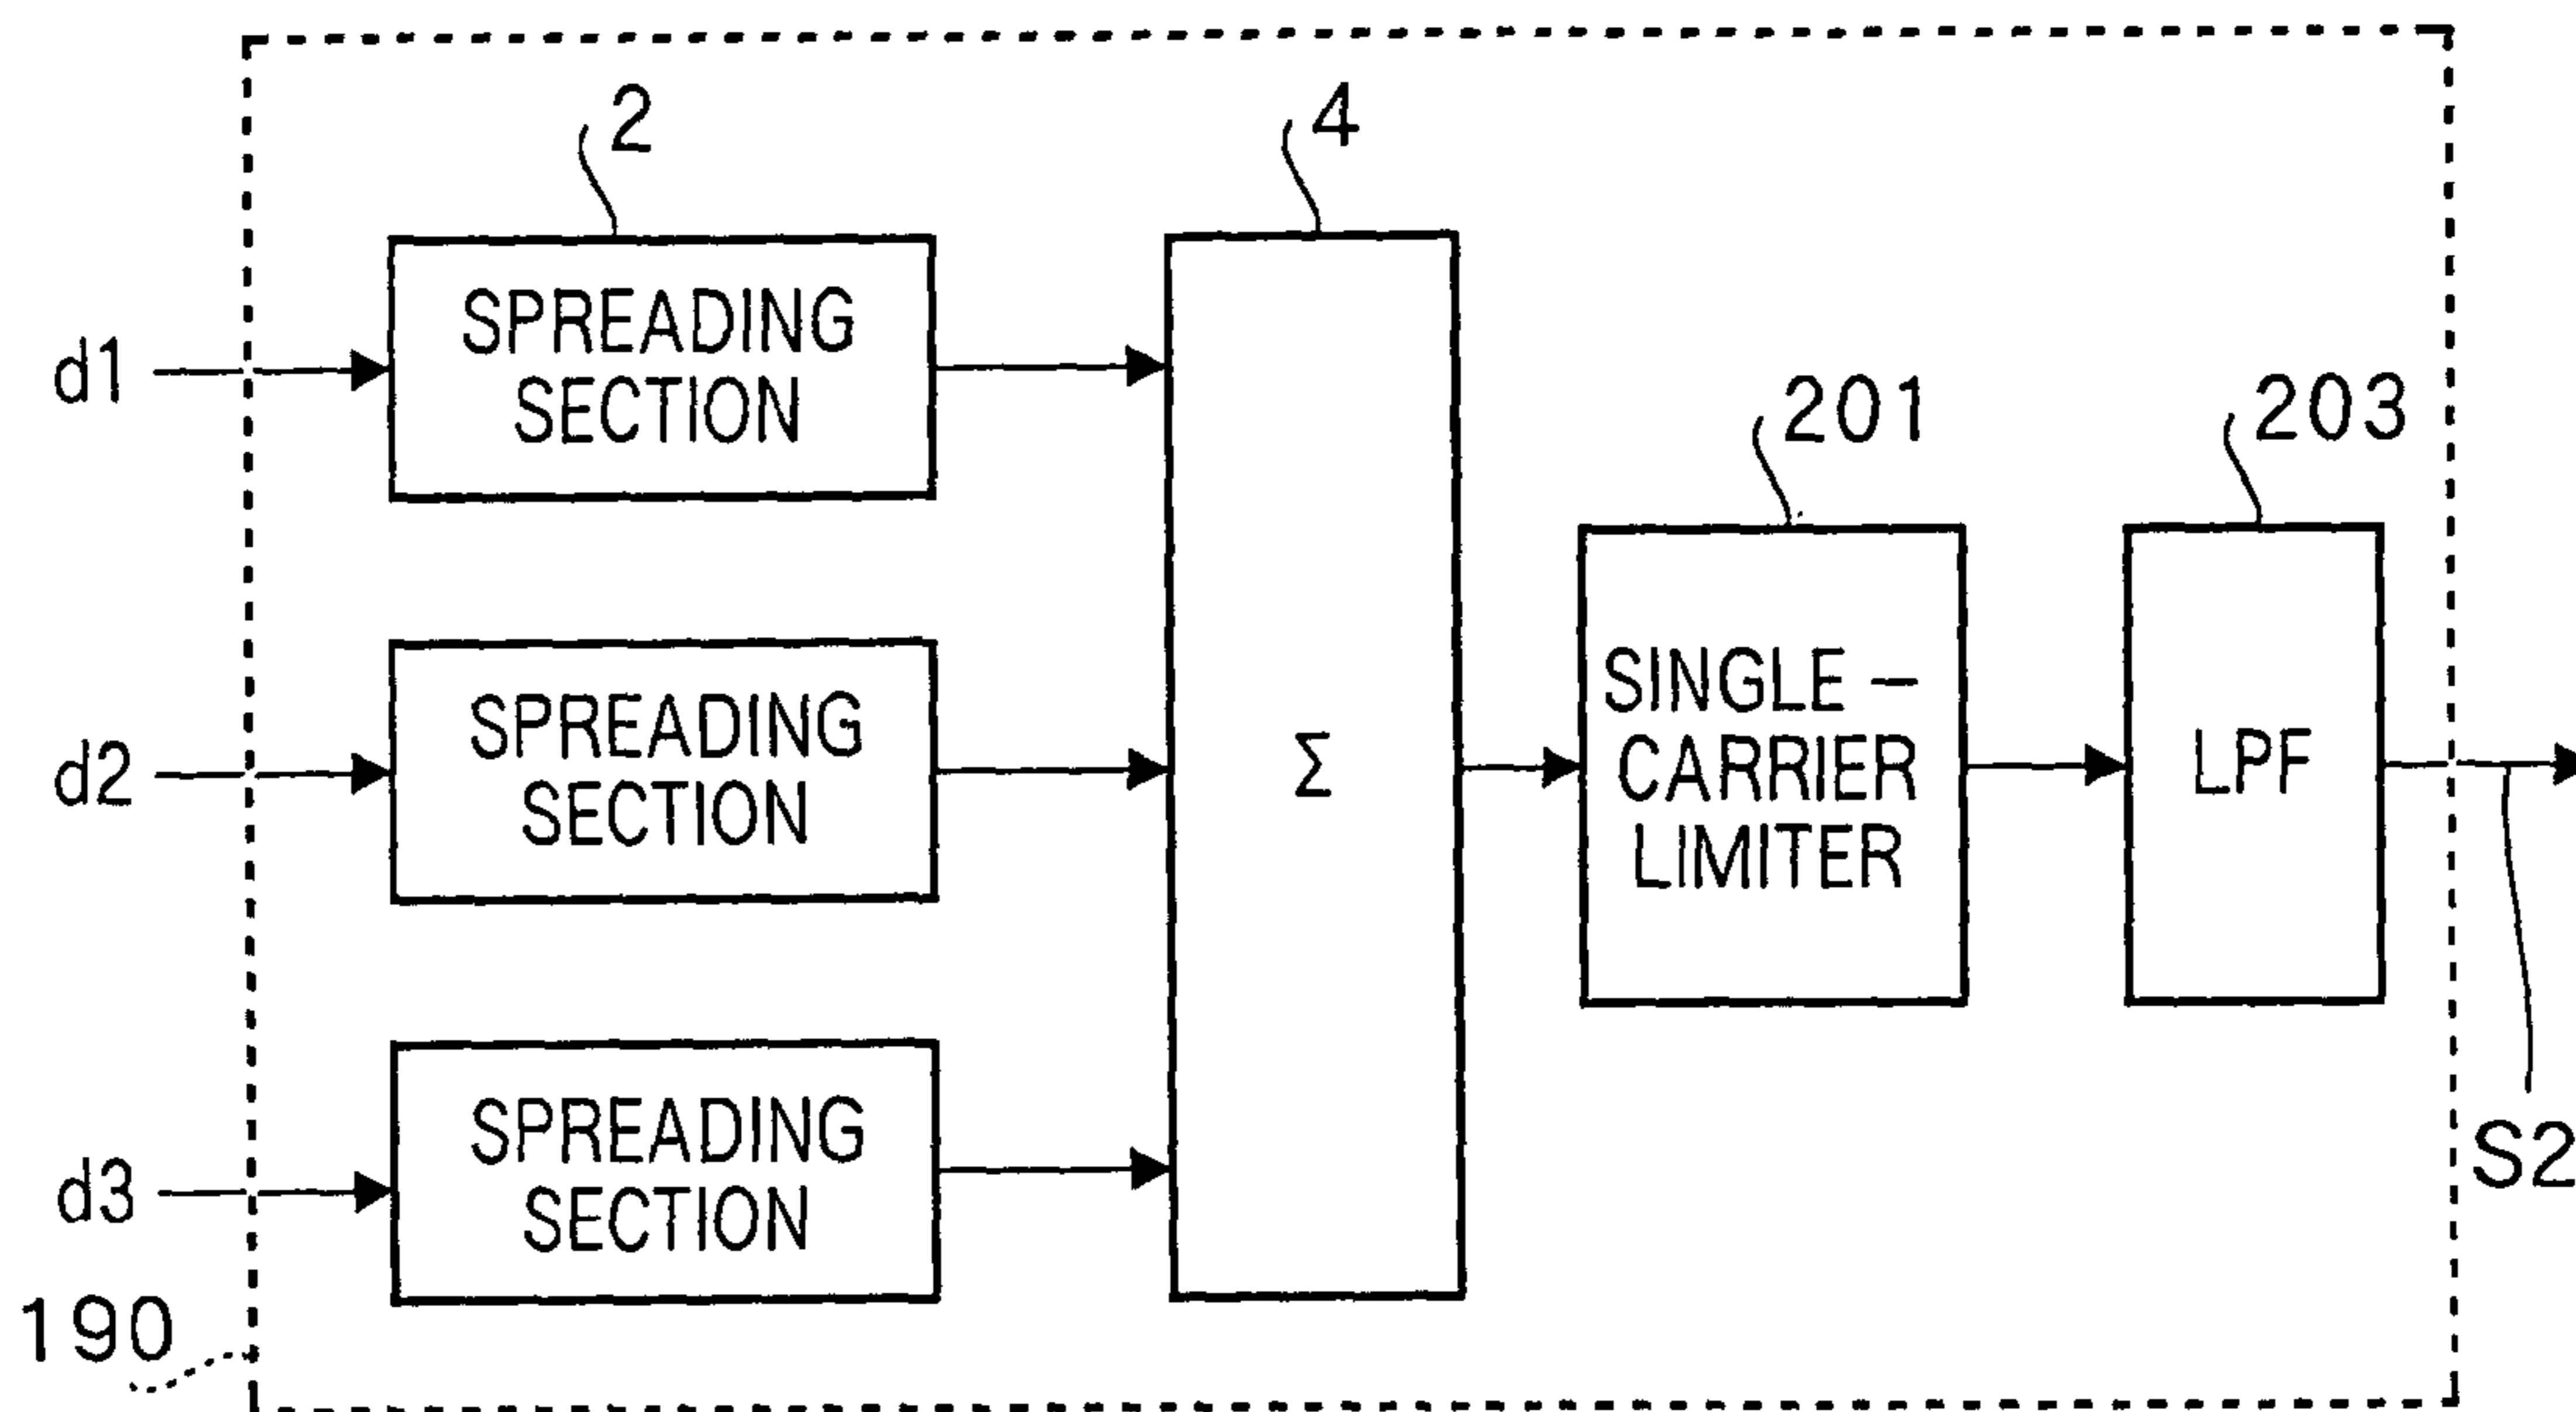 2
4
d1
SPREADING
SECTION
201
203
d2
SPREADING
SECTION
Σ
SINGLE-
CARRIER
LIMITER
LPF
S2
d3
SPREADING
SECTION
190